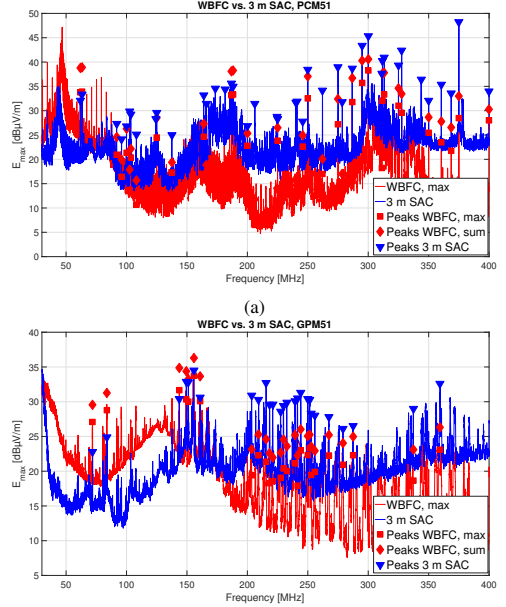 WBFC vs. 3 m SAC, PCM51
50
45
40
35
30
25
20
15
10
5
0
E_max [dBµV/m]
50 100 150 200 250 300 350 400
Frequency [MHz]
WBFC, max
3 m SAC
Peaks WBFC, max
Peaks WBFC, sum
Peaks 3 m SAC
(a)
WBFC vs. 3 m SAC, GPM51
40
35
30
25
20
15
10
5
E_max [dBµV/m]
50 100 150 200 250 300 350 400
Frequency [MHz]
WBFC, max
3 m SAC
Peaks WBFC, max
Peaks WBFC, sum
Peaks 3 m SAC